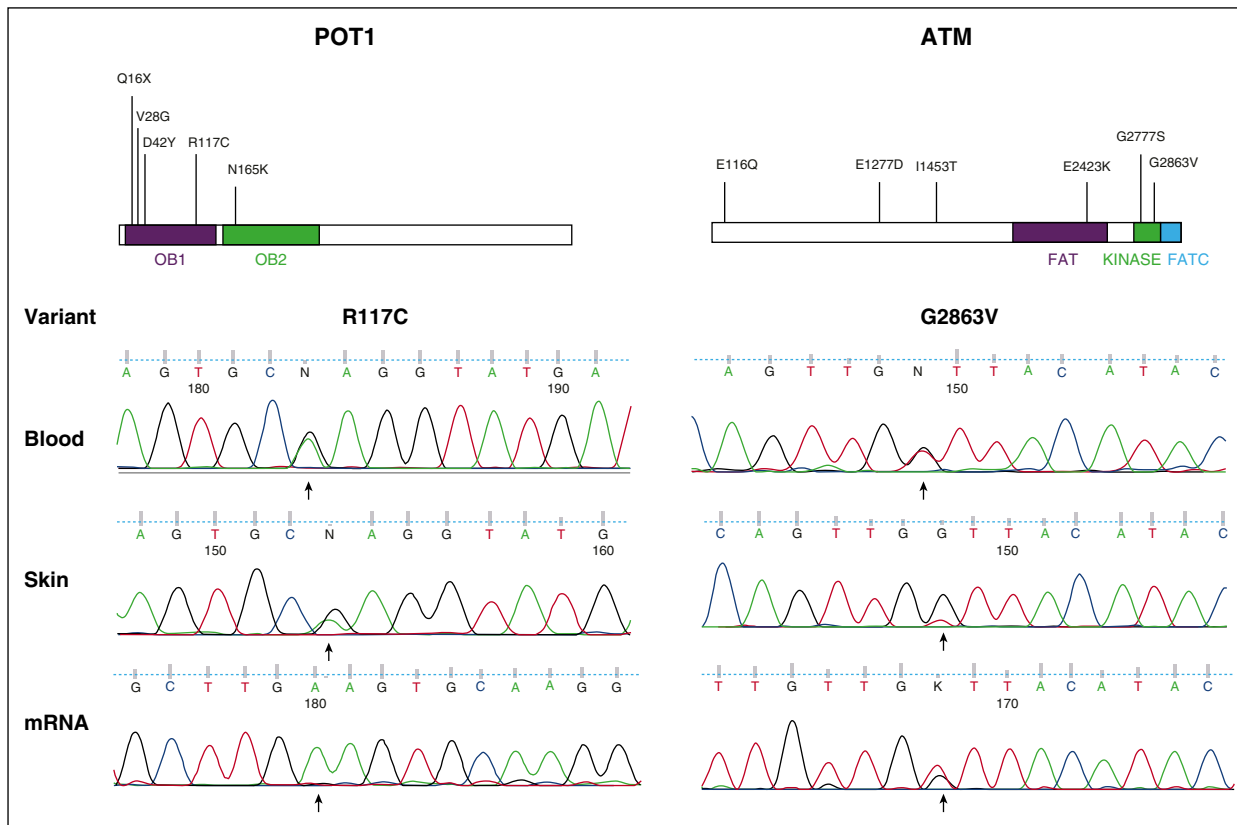 POT1 ATM
Q16X
V28G
D42Y R117C
N165K
OB1 OB2
G2777S
E116Q E1277D I1453T E2423K G2863V
FAT KINASE FATC
Variant R117C G2863V
A G T G C N A G G T A T G A
180 190
A G T T G N T T A C A T A C
150
Blood
A G T G C N A G G T A T G
150 160
C A G T T G G T T A C A T A C
150
Skin
G C T T G A A G T G C A A G G
180
T T G T T G K T T A C A T A C
170
mRNA